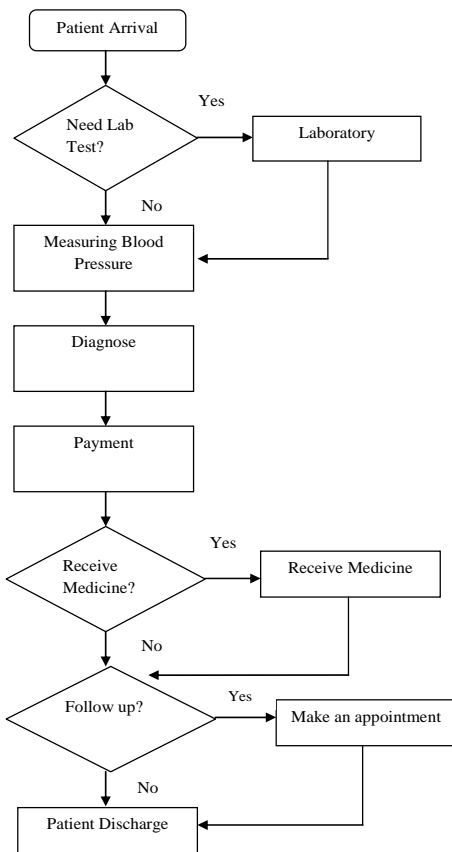 Patient Arrival
Yes
Need Lab
Test?
Laboratory
No
Measuring Blood
Pressure
Diagnose
Payment
Yes
Receive
Medicine?
Receive Medicine
No
Follow up?
Yes
Make an appointment
No
Patient Discharge